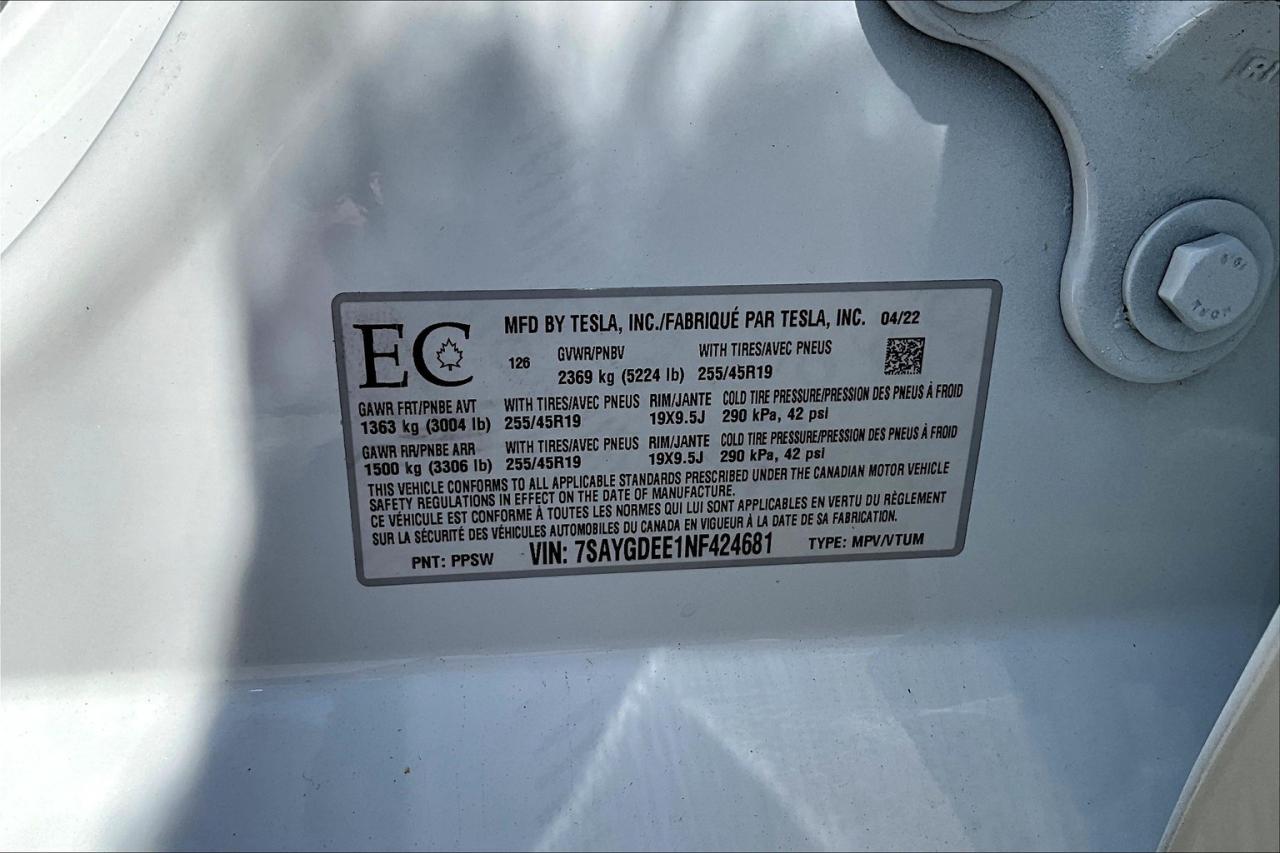 EC
MFD BY TESLA, INC./FABRIQUÉ PAR TESLA, INC. 04/22
126 GVWR/PNBV WITH TIRES/AVEC PNEUS
2369 kg (5224 lb) 255/45R19
GAWR FRT/PNBE AVT WITH TIRES/AVEC PNEUS RIM/JANTE COLD TIRE PRESSURE/PRESSION DES PNEUS À FROID
1363 kg (3004 lb) 255/45R19 19X9.5J 290 kPa, 42 psi
GAWR RR/PNBE ARR WITH TIRES/AVEC PNEUS RIM/JANTE COLD TIRE PRESSURE/PRESSION DES PNEUS À FROID
1500 kg (3306 lb) 255/45R19 19X9.5J 290 kPa, 42 psi
THIS VEHICLE CONFORMS TO ALL APPLICABLE STANDARDS PRESCRIBED UNDER THE CANADIAN MOTOR VEHICLE
SAFETY REGULATIONS IN EFFECT ON THE DATE OF MANUFACTURE.
CE VÉHICULE EST CONFORME À TOUTES LES NORMES QUI LUI SONT APPLICABLES EN VERTU DU RÈGLEMENT
SUR LA SÉCURITÉ DES VÉHICULES AUTOMOBILES DU CANADA EN VIGUEUR À LA DATE DE SA FABRICATION.
PNT: PPSW VIN: 7SAYGDEE1NF424681 TYPE: MPV/VTUM